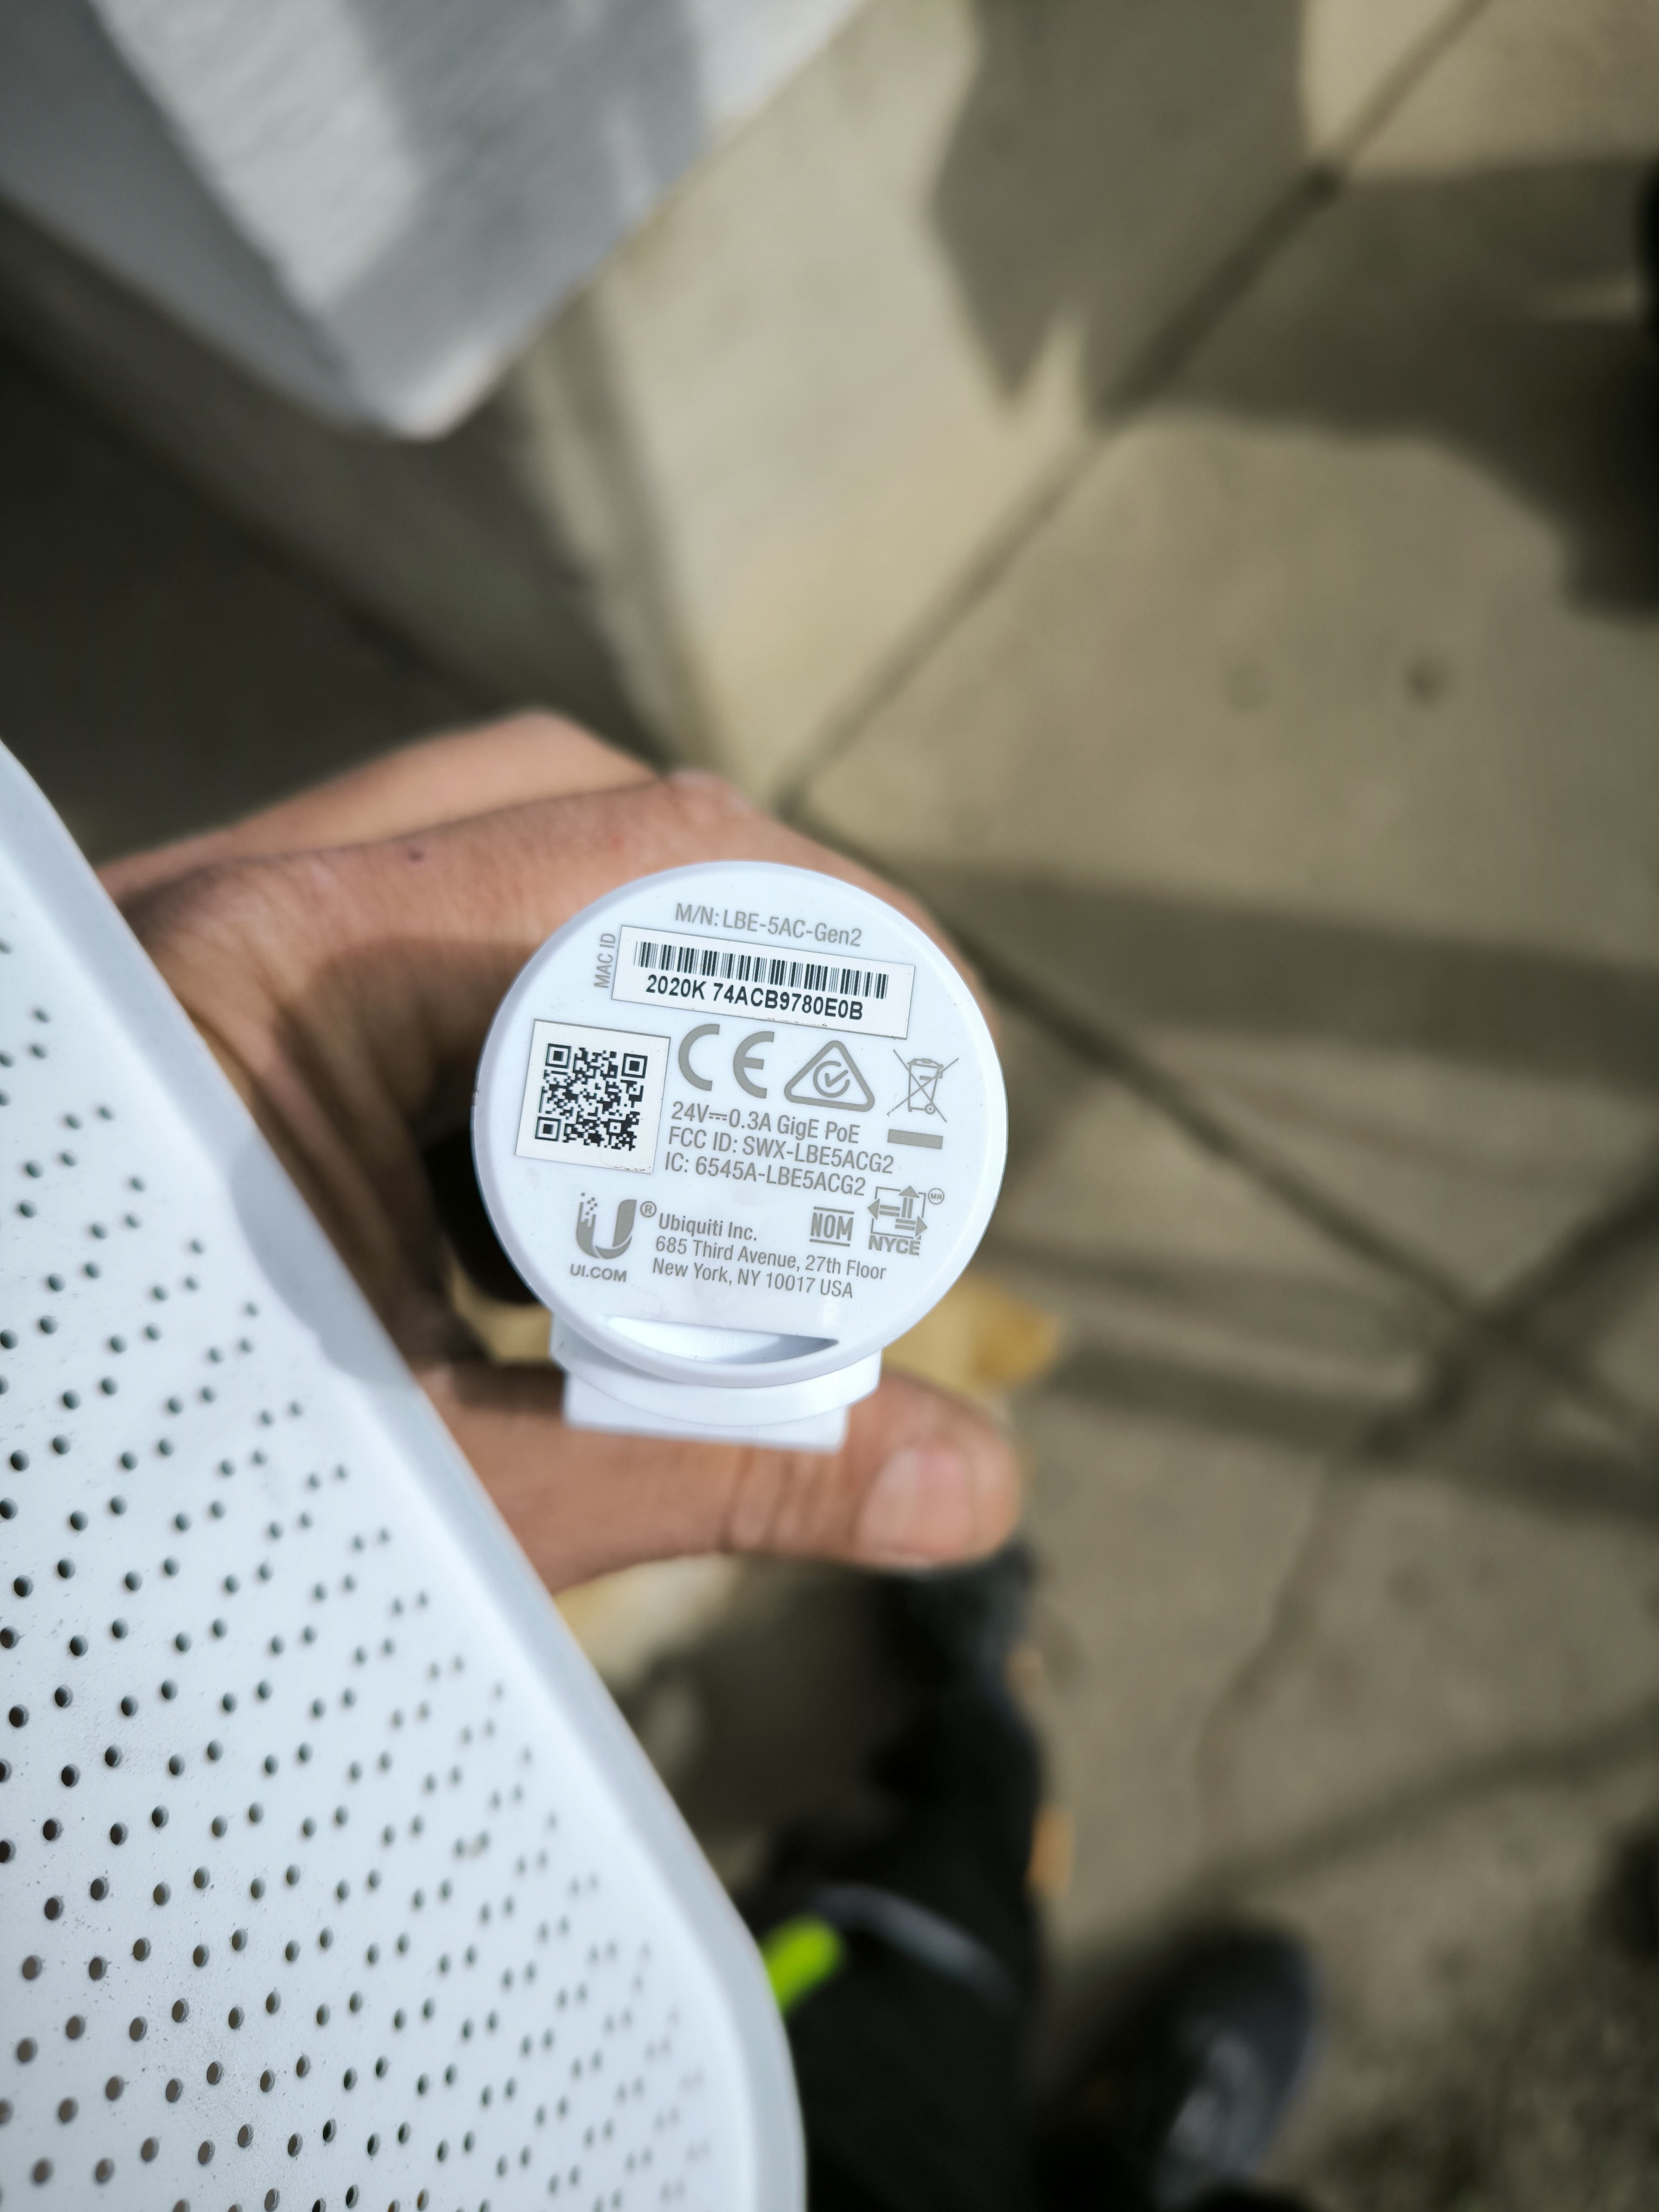 M/N: LBE-5AC-Gen2
MAC ID
2020K 74ACB9780E0B
CE
24V⎓0.3A GigE PoE
FCC ID: SWX-LBE5ACG2
IC: 6545A-LBE5ACG2
U®
UI.COM
Ubiquiti Inc.
685 Third Avenue, 27th Floor
New York, NY 10017 USA
NOM
MR
NYCE